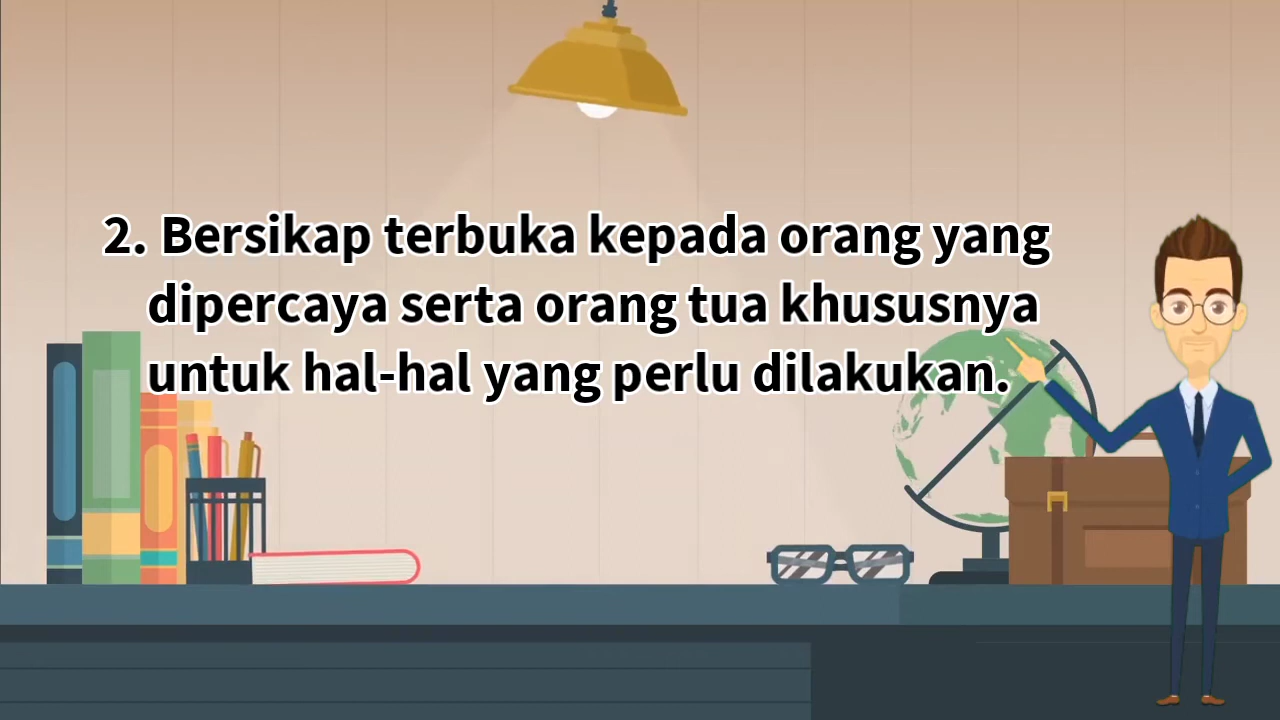 2. Bersikap terbuka kepada orang yang
dipercaya serta orang tua khususnya
untuk hal-hal yang perlu dilakukan.